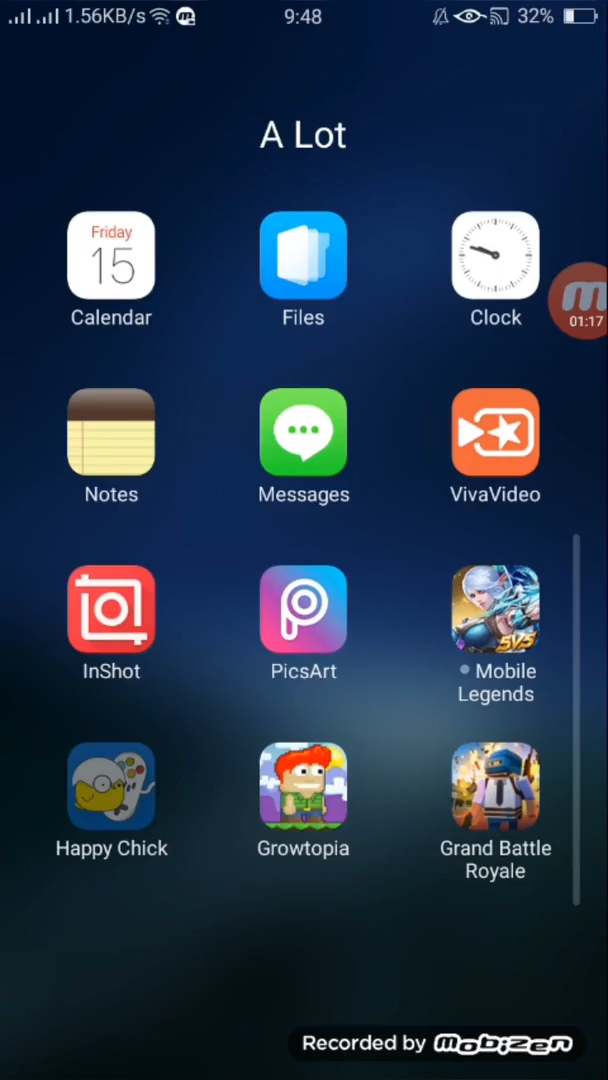 1.56KB/s
9:48
32%
A Lot
Friday
15
Calendar
Files
Clock
01:17
Notes
Messages
VivaVideo
InShot
PicsArt
5V5
Mobile
Legends
Happy Chick
Growtopia
Grand Battle
Royale
Recorded by mobizen